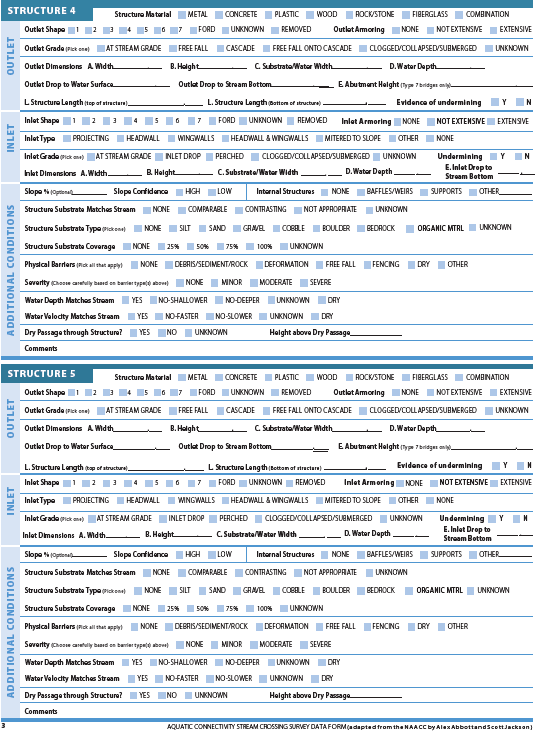 STRUCTURE 4 Structure Material METAL CONCRETE PLASTIC WOOD ROCK/STONE FIBERGLASS COMBINATION
OUTLET
Outlet Shape 1 2 3 4 5 6 7 FORD UNKNOWN REMOVED Outlet Armoring NONE NOT EXTENSIVE EXTENSIVE
Outlet Grade (Pick one) AT STREAM GRADE FREE FALL CASCADE FREE FALL ONTO CASCADE CLOGGED/COLLAPSED/SUBMERGED UNKNOWN
Outlet Dimensions A. Width B. Height C. Substrate/Water Width D. Water Depth
Outlet Drop to Water Surface Outlet Drop to Stream Bottom E. Abutment Height (Type 7 bridges only)
L. Structure Length (top of structure) L. Structure Length (Bottom of structure) Evidence of undermining Y N
INLET
Inlet Shape 1 2 3 4 5 6 7 FORD UNKNOWN REMOVED Inlet Armoring NONE NOT EXTENSIVE EXTENSIVE
Inlet Type PROJECTING HEADWALL WINGWALLS HEADWALL & WINGWALLS MITERED TO SLOPE OTHER NONE
Inlet Grade (Pick one) AT STREAM GRADE INLET DROP PERCHED CLOGGED/COLLAPSED/SUBMERGED UNKNOWN Undermining Y N
Inlet Dimensions A. Width B. Height C. Substrate/Water Width D. Water Depth E. Inlet Drop to
Stream Bottom
ADDITIONAL CONDITIONS
Slope % (Optional) Slope Confidence HIGH LOW Internal Structures NONE BAFFLES/WEIRS SUPPORTS OTHER
Structure Substrate Matches Stream NONE COMPARABLE CONTRASTING NOT APPROPRIATE UNKNOWN
Structure Substrate Type (Pick one) NONE SILT SAND GRAVEL COBBLE BOULDER BEDROCK ORGANIC MTRL UNKNOWN
Structure Substrate Coverage NONE 25% 50% 75% 100% UNKNOWN
Physical Barriers (Pick all that apply) NONE DEBRIS/SEDIMENT/ROCK DEFORMATION FREE FALL FENCING DRY OTHER
Severity (Choose carefully based on barrier type(s) above) NONE MINOR MODERATE SEVERE
Water Depth Matches Stream YES NO-SHALLOWER NO-DEEPER UNKNOWN DRY
Water Velocity Matches Stream YES NO-FASTER NO-SLOWER UNKNOWN DRY
Dry Passage through Structure? YES NO UNKNOWN Height above Dry Passage
Comments
STRUCTURE 5 Structure Material METAL CONCRETE PLASTIC WOOD ROCK/STONE FIBERGLASS COMBINATION
OUTLET
Outlet Shape 1 2 3 4 5 6 7 FORD UNKNOWN REMOVED Outlet Armoring NONE NOT EXTENSIVE EXTENSIVE
Outlet Grade (Pick one) AT STREAM GRADE FREE FALL CASCADE FREE FALL ONTO CASCADE CLOGGED/COLLAPSED/SUBMERGED UNKNOWN
Outlet Dimensions A. Width B. Height C. Substrate/Water Width D. Water Depth
Outlet Drop to Water Surface Outlet Drop to Stream Bottom E. Abutment Height (Type 7 bridges only)
L. Structure Length (top of structure) L. Structure Length (Bottom of structure) Evidence of undermining Y N
INLET
Inlet Shape 1 2 3 4 5 6 7 FORD UNKNOWN REMOVED Inlet Armoring NONE NOT EXTENSIVE EXTENSIVE
Inlet Type PROJECTING HEADWALL WINGWALLS HEADWALL & WINGWALLS MITERED TO SLOPE OTHER NONE
Inlet Grade (Pick one) AT STREAM GRADE INLET DROP PERCHED CLOGGED/COLLAPSED/SUBMERGED UNKNOWN Undermining Y N
Inlet Dimensions A. Width B. Height C. Substrate/Water Width D. Water Depth E. Inlet Drop to
Stream Bottom
ADDITIONAL CONDITIONS
Slope % (Optional) Slope Confidence HIGH LOW Internal Structures NONE BAFFLES/WEIRS SUPPORTS OTHER
Structure Substrate Matches Stream NONE COMPARABLE CONTRASTING NOT APPROPRIATE UNKNOWN
Structure Substrate Type (Pick one) NONE SILT SAND GRAVEL COBBLE BOULDER BEDROCK ORGANIC MTRL UNKNOWN
Structure Substrate Coverage NONE 25% 50% 75% 100% UNKNOWN
Physical Barriers (Pick all that apply) NONE DEBRIS/SEDIMENT/ROCK DEFORMATION FREE FALL FENCING DRY OTHER
Severity (Choose carefully based on barrier type(s) above) NONE MINOR MODERATE SEVERE
Water Depth Matches Stream YES NO-SHALLOWER NO-DEEPER UNKNOWN DRY
Water Velocity Matches Stream YES NO-FASTER NO-SLOWER UNKNOWN DRY
Dry Passage through Structure? YES NO UNKNOWN Height above Dry Passage
Comments
3 AQUATIC CONNECTIVITY STREAM CROSSING SURVEY DATA FORM (adapted from the NAACC by Alex Abbott and Scott Jackson)